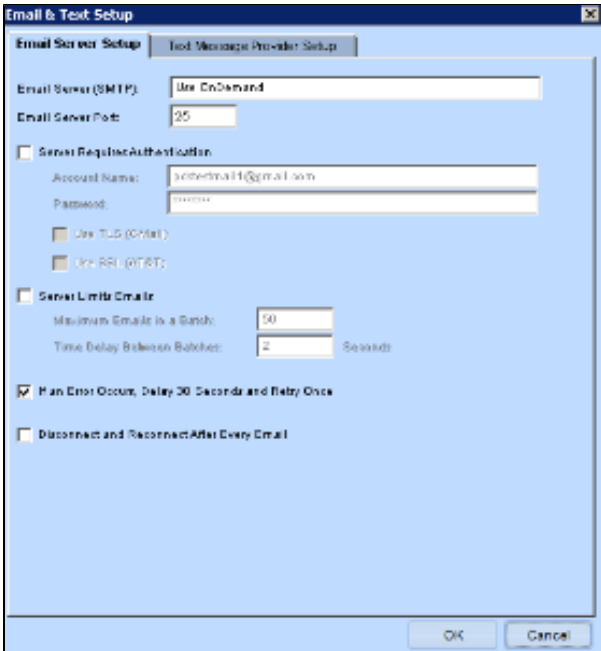 Email & Text Setup
Email Server Setup
Text Message Provider Setup
Email Server (SMTP):
Use OnDemand
Email Server Port:
25
Server Requires Authentication
Account Name:
@gmail.com
Password:
********
Use TLS (GMail)
Use SSL (AT&T)
Server Limits Emails
Maximum Emails in a Batch:
50
Time Delay Between Batches:
2
Seconds
If an Error Occurs, Delay 30 Seconds and Retry Once
Disconnect and Reconnect After Every Email
OK
Cancel